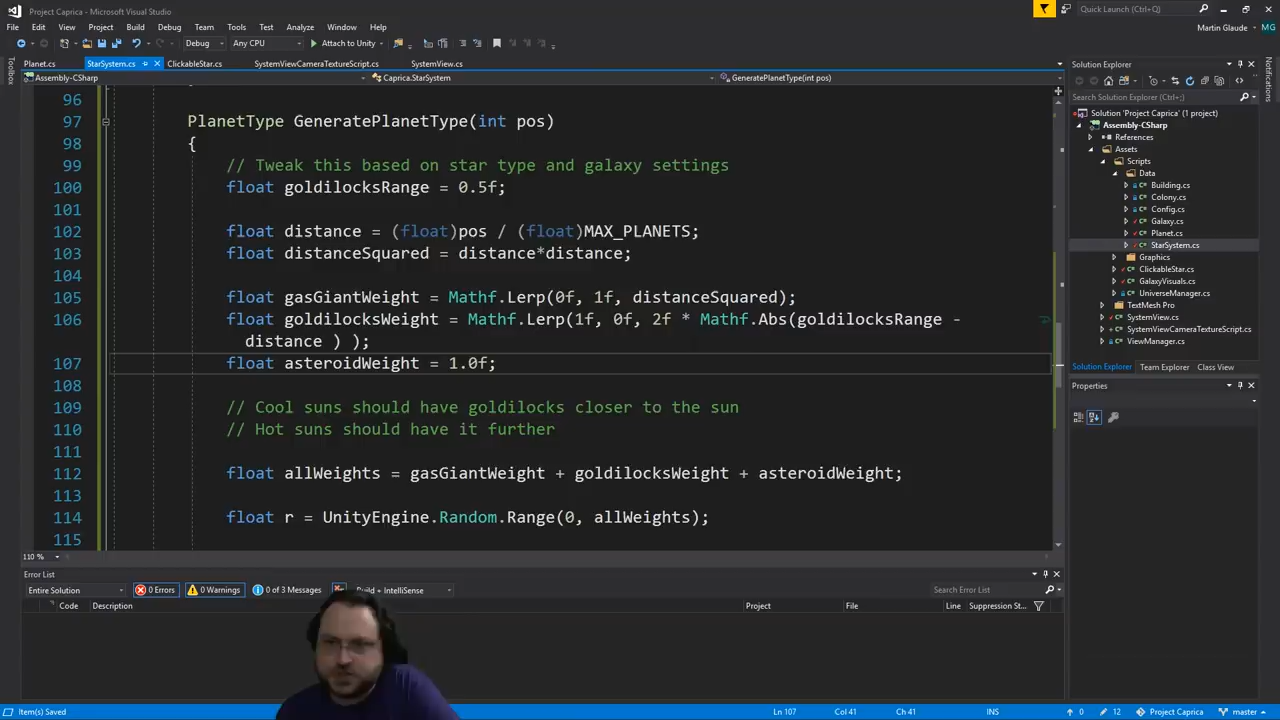 Project Caprica - Microsoft Visual Studio
Quick Launch (Ctrl+Q)
File Edit View Project Build Debug Team Tools Test Analyze Window Help
Martin Glaude MG
Debug Any CPU Attach to Unity
Toolbox
Planet.cs StarSystem.cs ClickableStar.cs SystemViewCameraTextureScript.cs SystemView.cs
Assembly-CSharp Caprica.StarSystem GeneratePlanetType(int pos)
96
97 PlanetType GeneratePlanetType(int pos)
98 {
99 // Tweak this based on star type and galaxy settings
100 float goldilocksRange = 0.5f;
101
102 float distance = (float)pos / (float)MAX_PLANETS;
103 float distanceSquared = distance*distance;
104
105 float gasGiantWeight = Mathf.Lerp(0f, 1f, distanceSquared);
106 float goldilocksWeight = Mathf.Lerp(1f, 0f, 2f * Mathf.Abs(goldilocksRange -
distance ) );
107 float asteroidWeight = 1.0f;
108
109 // Cool suns should have goldilocks closer to the sun
110 // Hot suns should have it further
111
112 float allWeights = gasGiantWeight + goldilocksWeight + asteroidWeight;
113
114 float r = UnityEngine.Random.Range(0, allWeights);
115
110 %
Solution Explorer
Search Solution Explorer (Ctrl+;)
Solution 'Project Caprica' (1 project)
Assembly-CSharp
References
Assets
Scripts
Data
Building.cs
Colony.cs
Config.cs
Galaxy.cs
Planet.cs
StarSystem.cs
Graphics
ClickableStar.cs
GalaxyVisuals.cs
UniverseManager.cs
TextMesh Pro
SystemView.cs
SystemViewCameraTextureScript.cs
ViewManager.cs
Solution Explorer Team Explorer Class View
Properties
Notifications
Error List
Entire Solution 0 Errors 0 Warnings 0 of 3 Messages Build + IntelliSense Search Error List
Code Description Project File Line Suppression St...
Item(s) Saved Ln 107 Col 41 Ch 41 INS 0 12 Project Caprica master